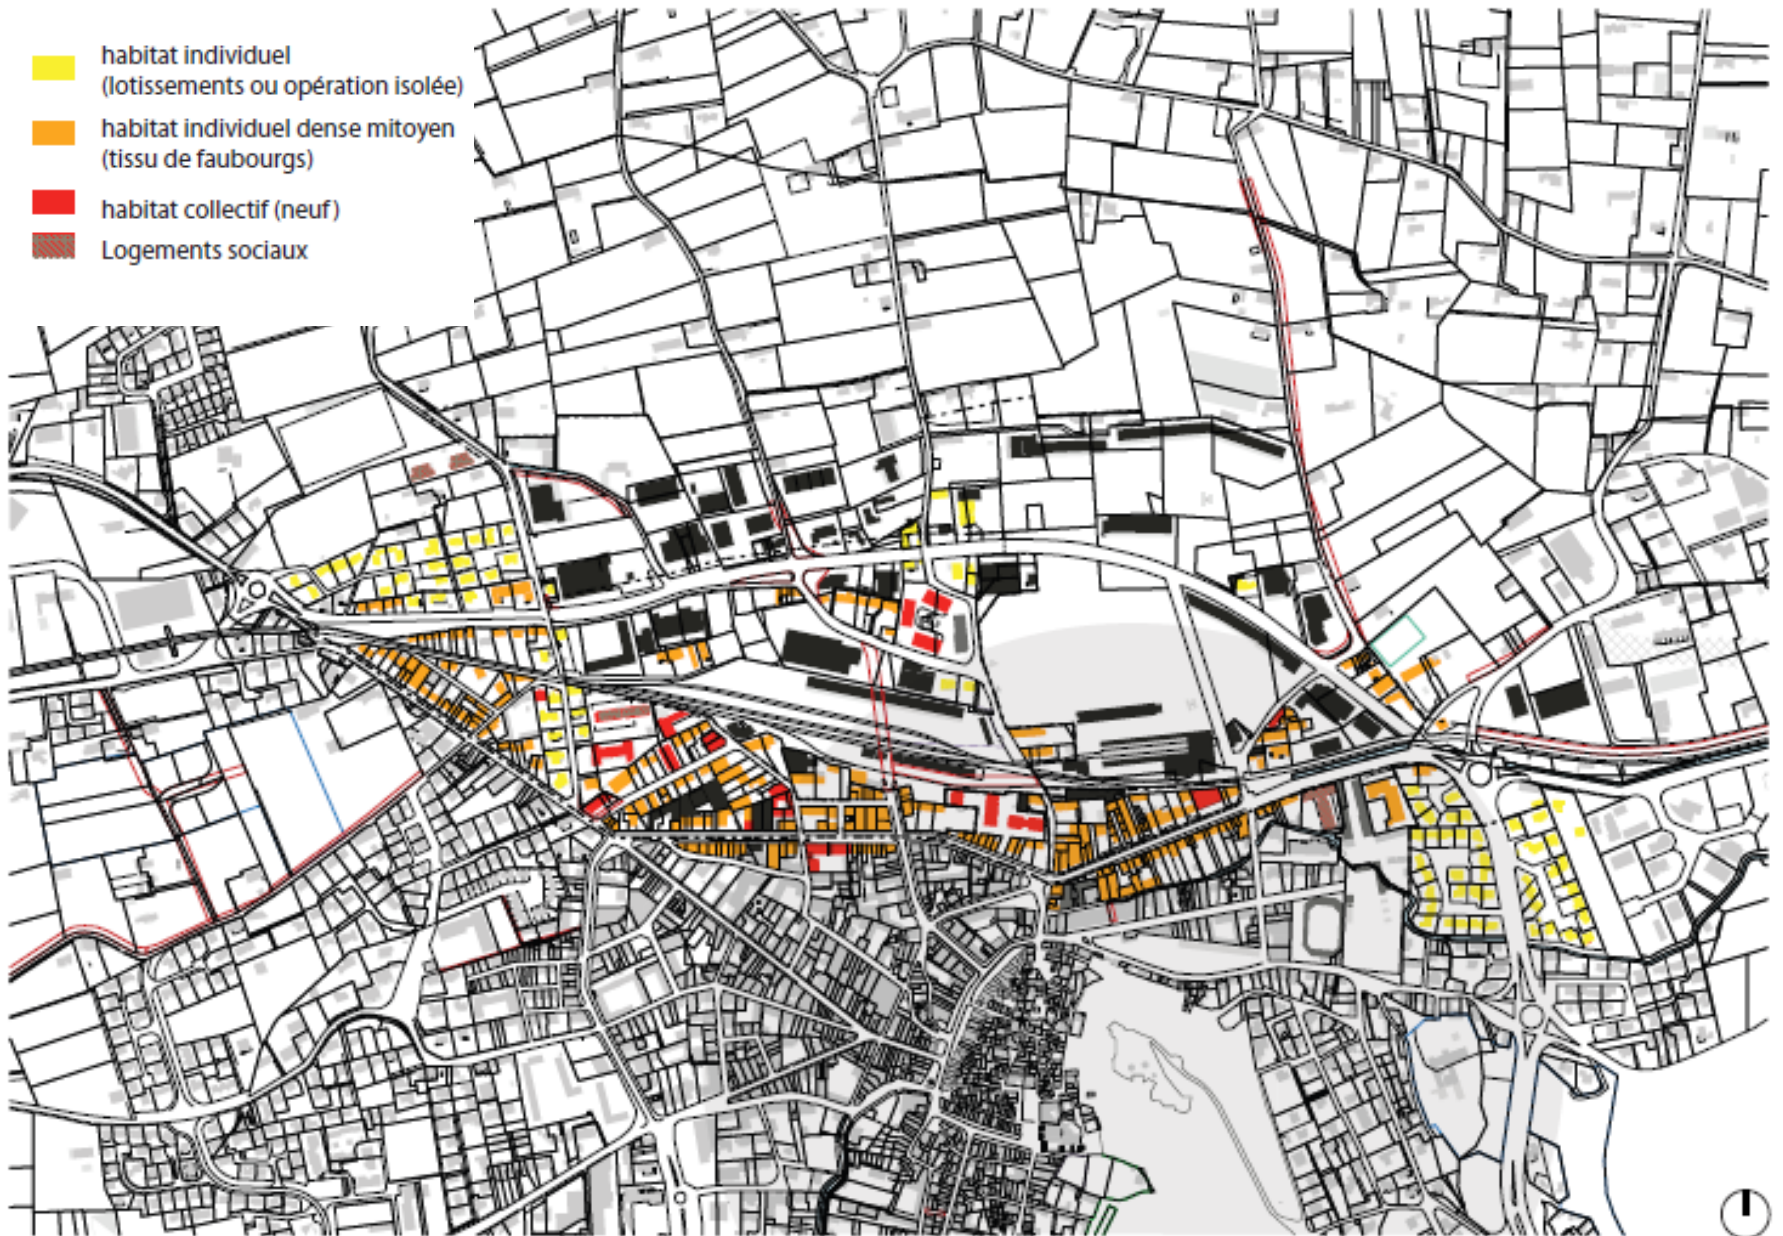 habitat individuel
(lotissements ou opération isolée)
habitat individuel dense mitoyen
(tissu de faubourgs)
habitat collectif (neuf)
Logements sociaux